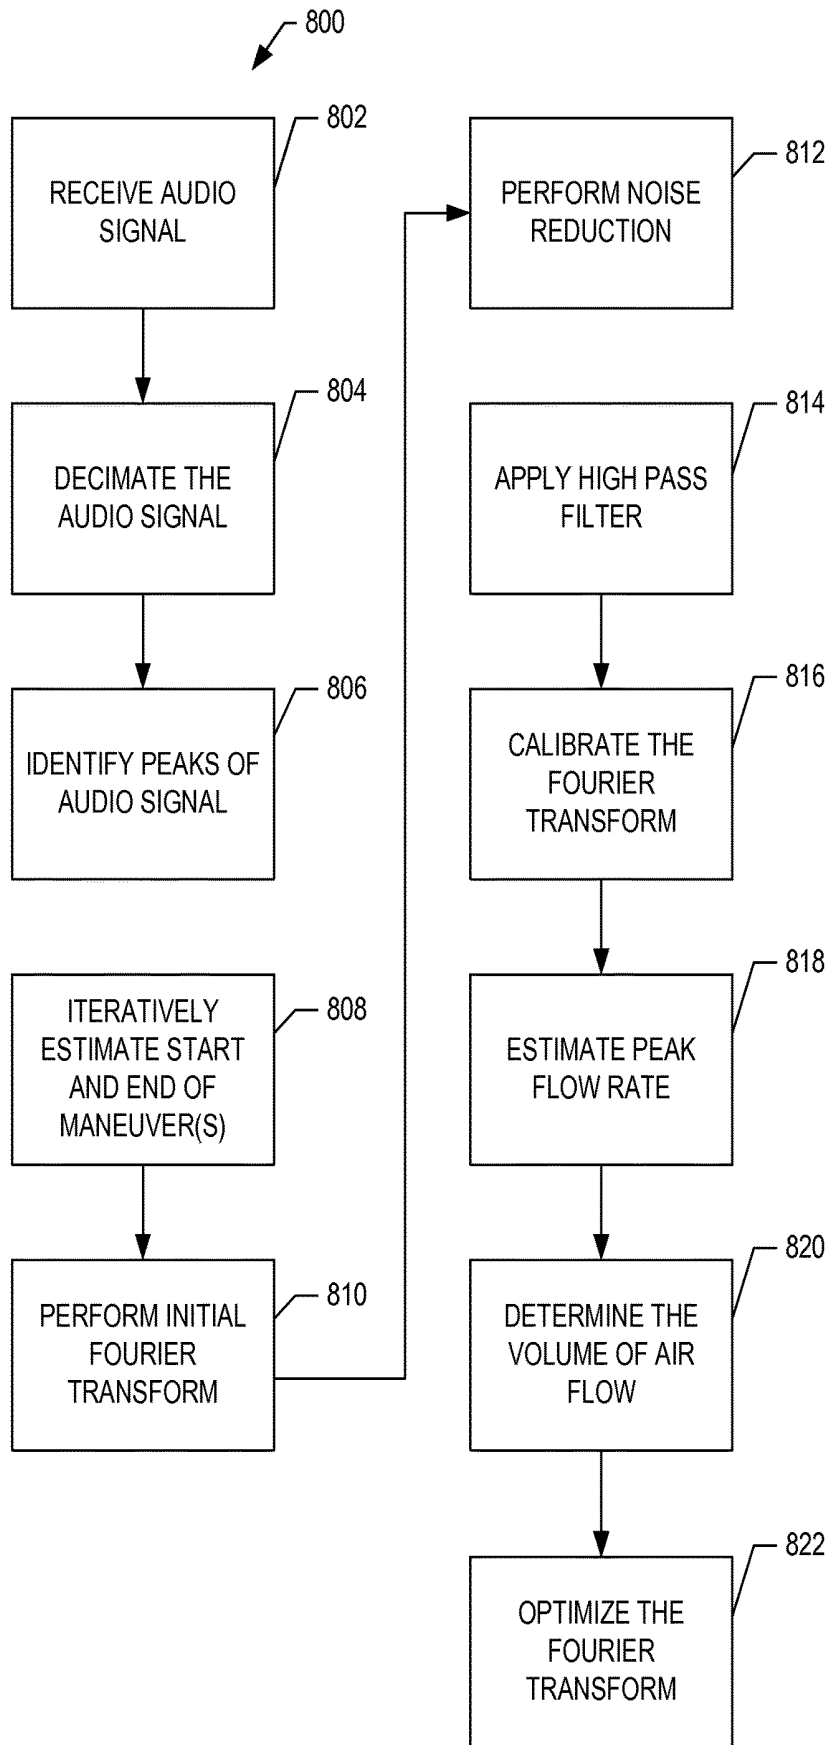 800
802
RECEIVE AUDIO
SIGNAL
804
DECIMATE THE
AUDIO SIGNAL
806
IDENTIFY PEAKS OF
AUDIO SIGNAL
808
ITERATIVELY
ESTIMATE START
AND END OF
MANEUVER(S)
810
PERFORM INITIAL
FOURIER
TRANSFORM
812
PERFORM NOISE
REDUCTION
814
APPLY HIGH PASS
FILTER
816
CALIBRATE THE
FOURIER
TRANSFORM
818
ESTIMATE PEAK
FLOW RATE
820
DETERMINE THE
VOLUME OF AIR
FLOW
822
OPTIMIZE THE
FOURIER
TRANSFORM